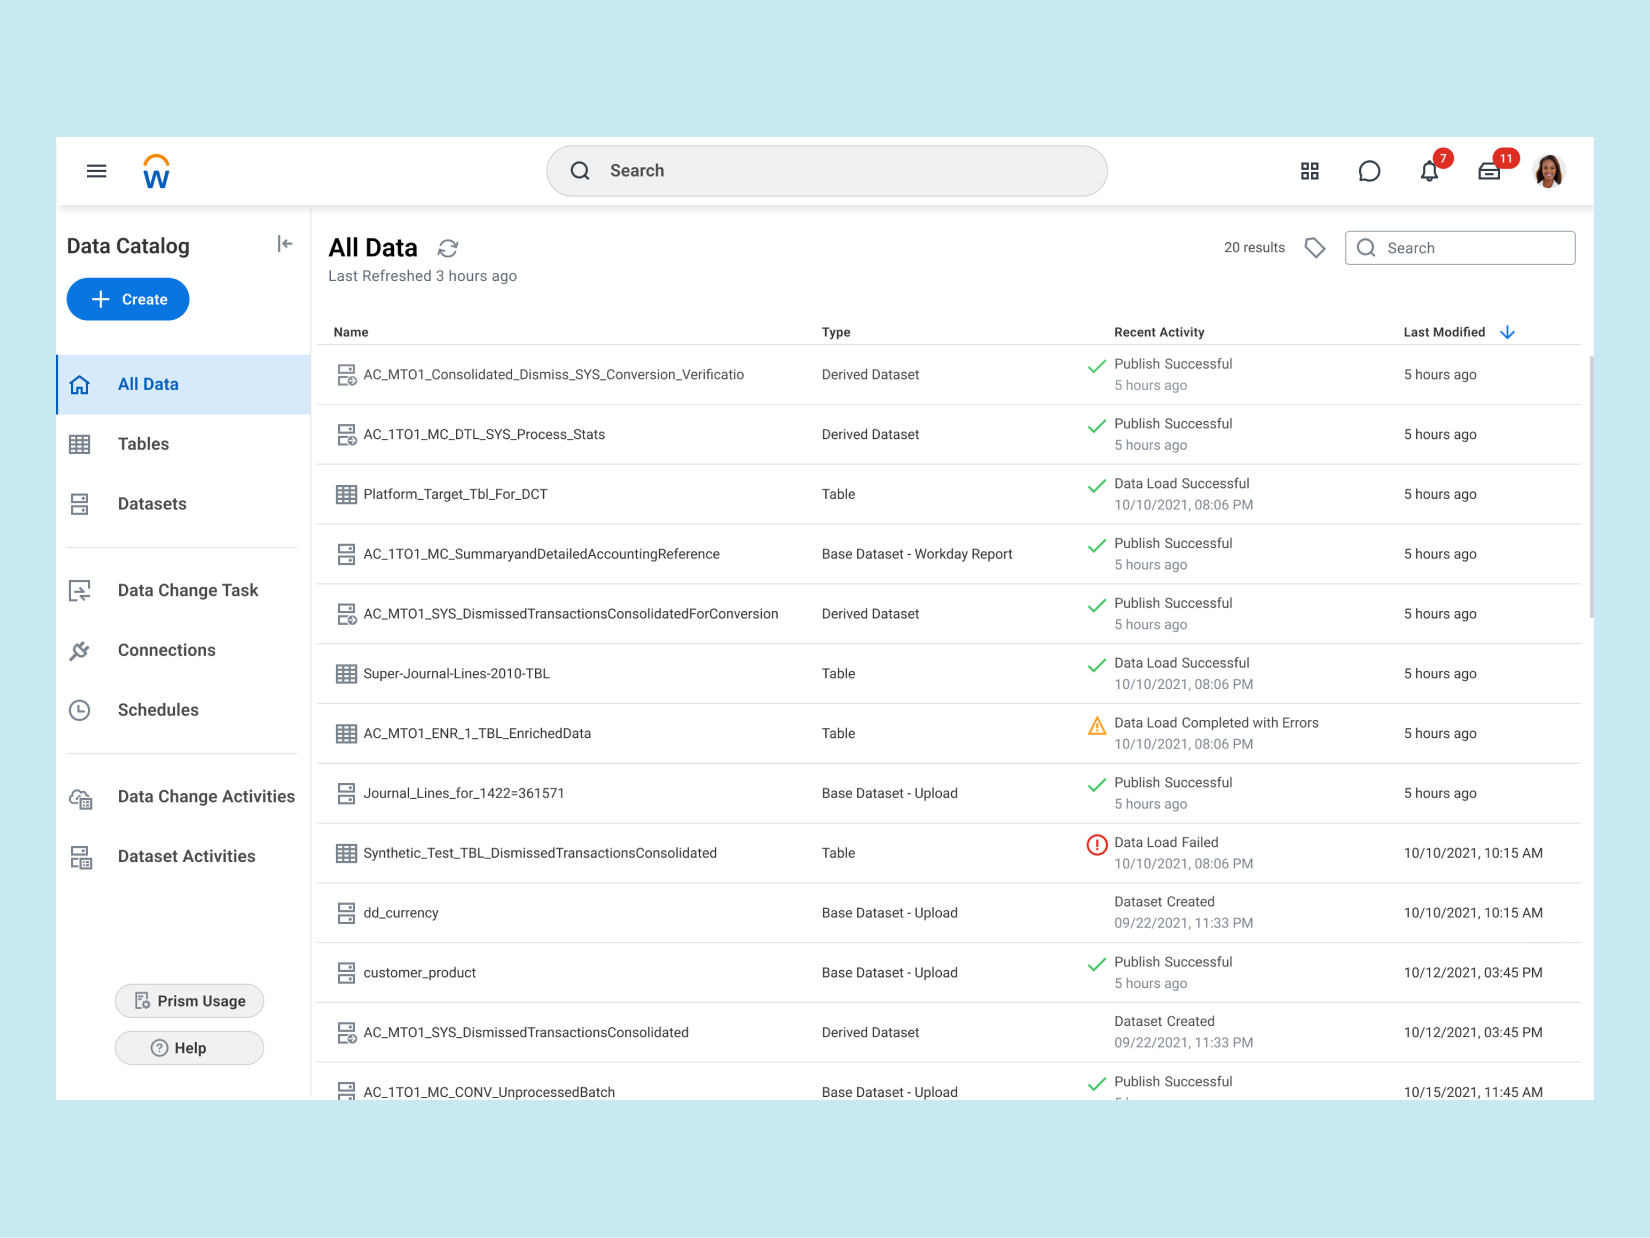 W
Search
7
11
Data Catalog
Create
All Data
Tables
Datasets
Data Change Task
Connections
Schedules
Data Change Activities
Dataset Activities
Prism Usage
Help
All Data
Last Refreshed 3 hours ago
20 results
Search
Name Type Recent Activity Last Modified
AC_MTO1_Consolidated_Dismiss_SYS_Conversion_Verificatio Derived Dataset Publish Successful 5 hours ago
5 hours ago
AC_1TO1_MC_DTL_SYS_Process_Stats Derived Dataset Publish Successful 5 hours ago
5 hours ago
Platform_Target_Tbl_For_DCT Table Data Load Successful 5 hours ago
10/10/2021, 08:06 PM
AC_1TO1_MC_SummaryandDetailedAccountingReference Base Dataset - Workday Report Publish Successful 5 hours ago
5 hours ago
AC_MTO1_SYS_DismissedTransactionsConsolidatedForConversion Derived Dataset Publish Successful 5 hours ago
5 hours ago
Super-Journal-Lines-2010-TBL Table Data Load Successful 5 hours ago
10/10/2021, 08:06 PM
AC_MTO1_ENR_1_TBL_EnrichedData Table Data Load Completed with Errors 5 hours ago
10/10/2021, 08:06 PM
Journal_Lines_for_1422=361571 Base Dataset - Upload Publish Successful 5 hours ago
5 hours ago
Synthetic_Test_TBL_DismissedTransactionsConsolidated Table Data Load Failed 10/10/2021, 10:15 AM
10/10/2021, 08:06 PM
dd_currency Base Dataset - Upload Dataset Created 10/10/2021, 10:15 AM
09/22/2021, 11:33 PM
customer_product Base Dataset - Upload Publish Successful 10/12/2021, 03:45 PM
5 hours ago
AC_MTO1_SYS_DismissedTransactionsConsolidated Derived Dataset Dataset Created 10/12/2021, 03:45 PM
09/22/2021, 11:33 PM
AC_1TO1_MC_CONV_UnprocessedBatch Base Dataset - Upload Publish Successful 10/15/2021, 11:45 AM